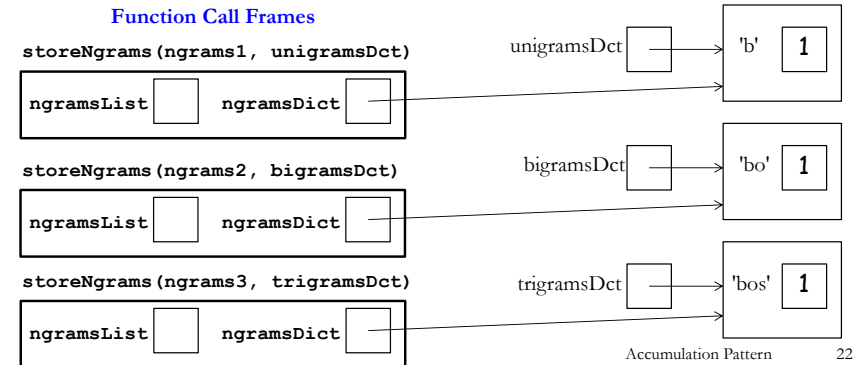 Function Call Frames
storeNgrams(ngrams1, unigramsDct)
ngramsList ngramsDict
unigramsDct 'b' 1
storeNgrams(ngrams2, bigramsDct)
ngramsList ngramsDict
bigramsDct 'bo' 1
storeNgrams(ngrams3, trigramsDct)
ngramsList ngramsDict
trigramsDct 'bos' 1
Accumulation Pattern 22